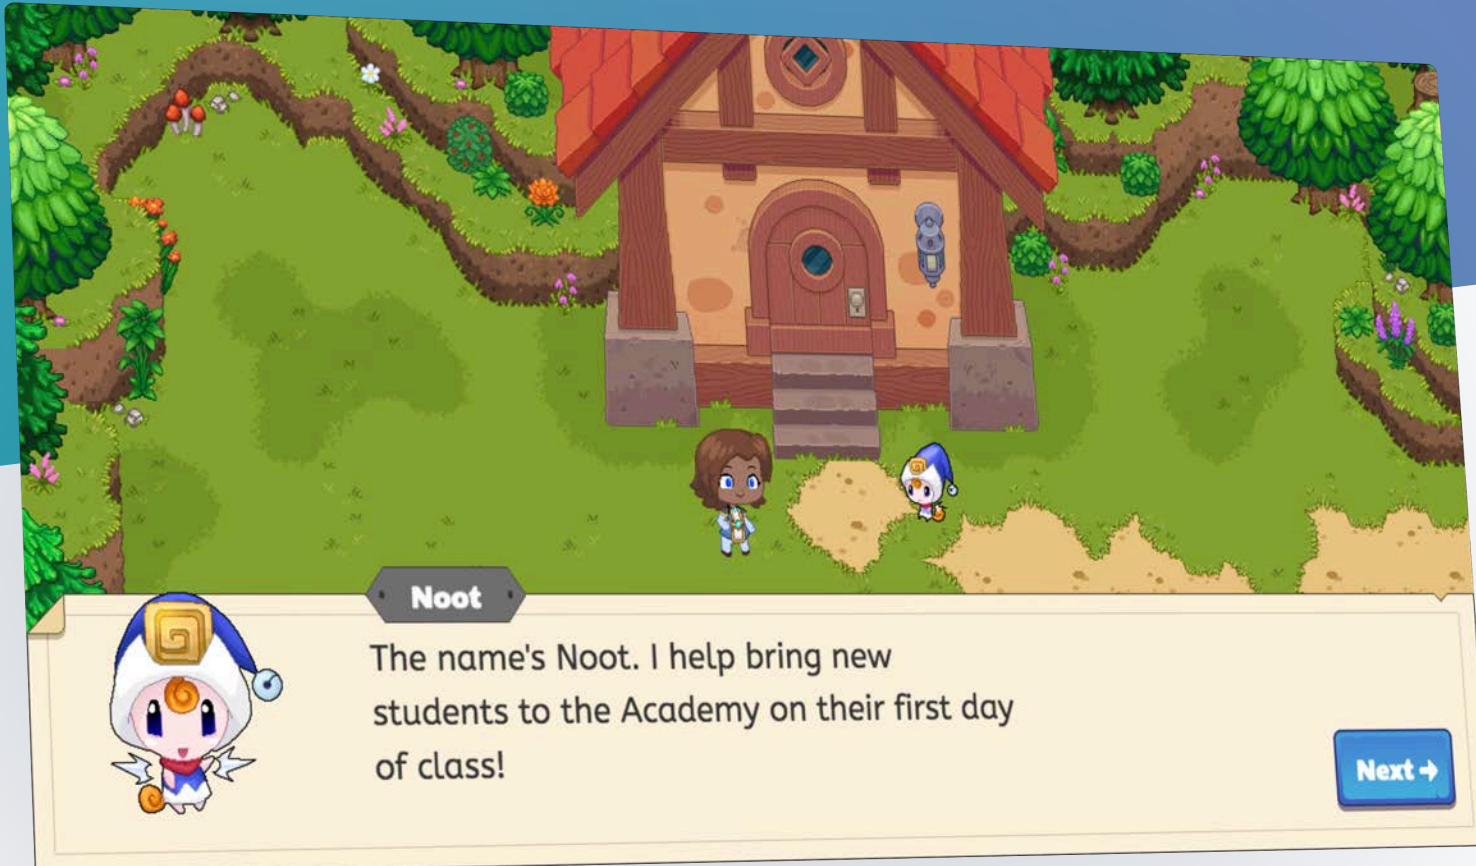 Noot
The name's Noot. I help bring new
students to the Academy on their first day
of class!
Next →